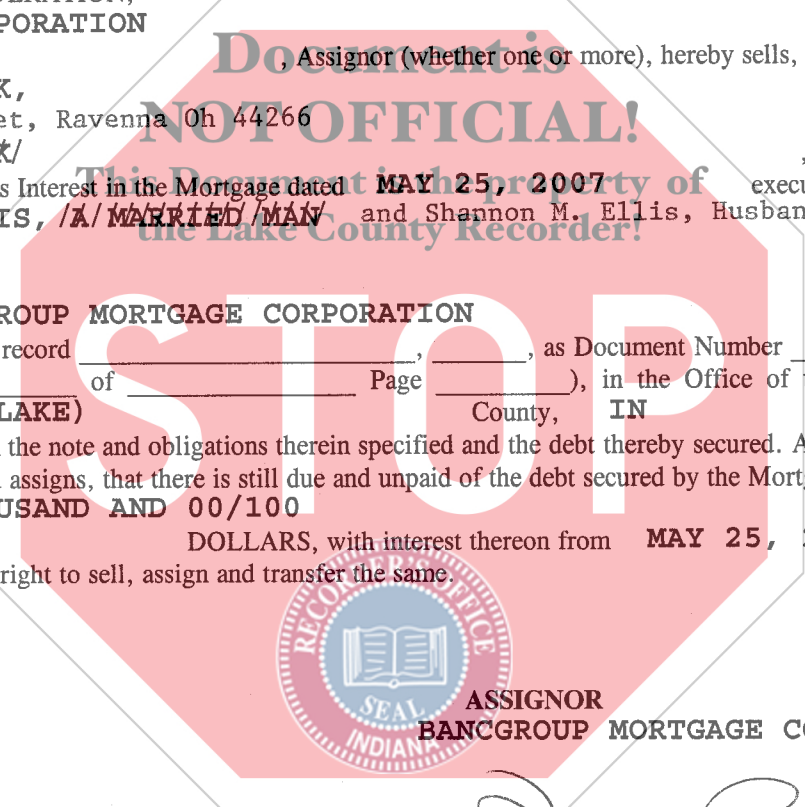 PORATION
Document is
, Assignor (whether one or more), hereby sells,
K,
NOT OFFICIAL!
et, Ravenna Oh 44266
This Document is the property of
s Interest in the Mortgage dated MAY 25, 2007 execu
IS, /A/ MARRIED /MAN and Shannon M. Ellis, Husban
the Lake County Recorder!
ROUP MORTGAGE CORPORATION
record , , as Document Number
of Page ), in the Office of
LAKE) County, IN
STOP
the note and obligations therein specified and the debt thereby secured. A
assigns, that there is still due and unpaid of the debt secured by the Mort
USAND AND 00/100
DOLLARS, with interest thereon from MAY 25,
right to sell, assign and transfer the same.
RECORDER'S OFFICE
SEAL
INDIANA
ASSIGNOR
BANCGROUP MORTGAGE CO